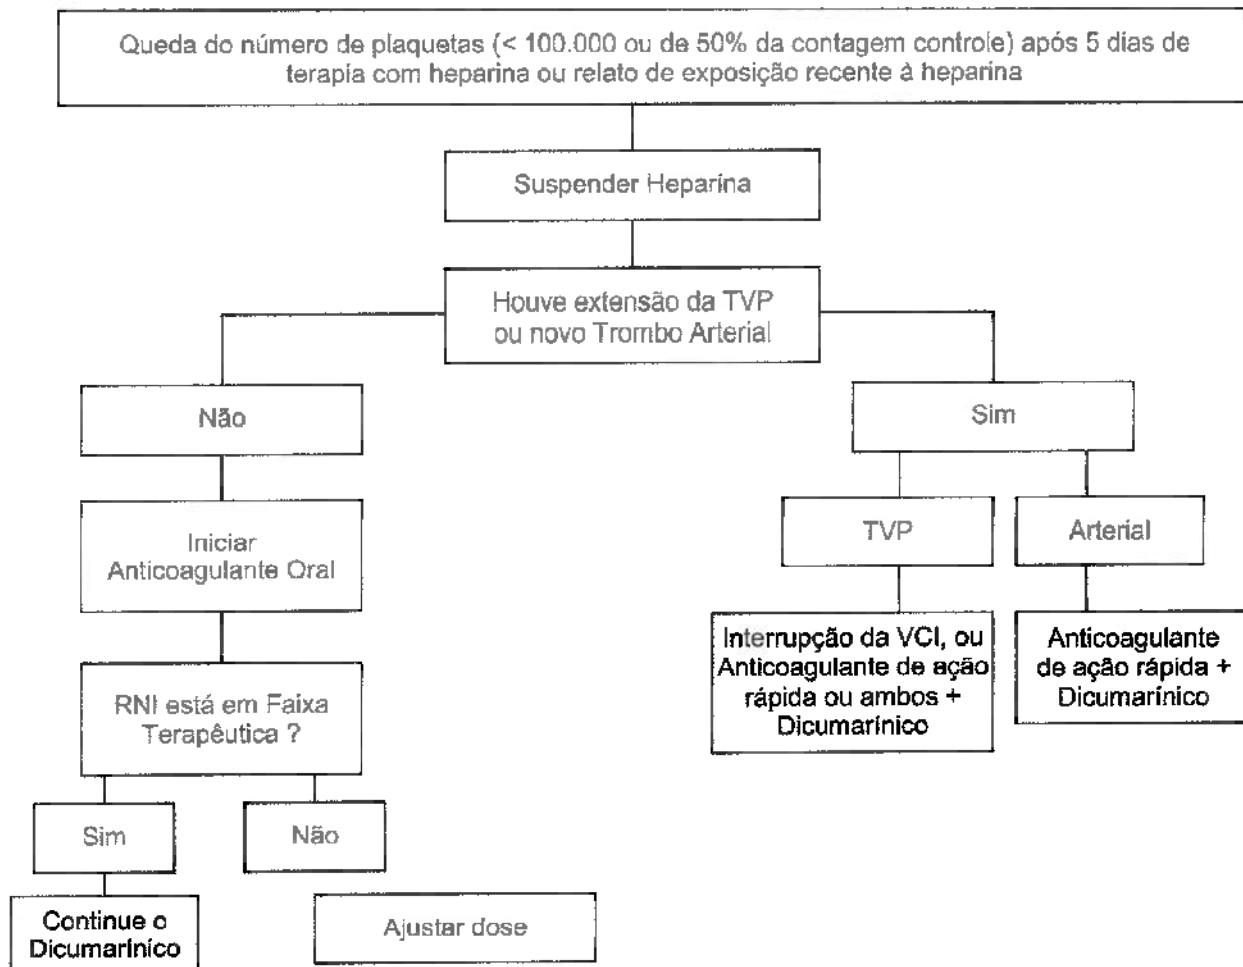 Queda do número de plaquetas (< 100.000 ou de 50% da contagem controle) após 5 dias de
terapia com heparina ou relato de exposição recente à heparina
Suspender Heparina
Houve extensão da TVP
ou novo Trombo Arterial
Não
Sim
Iniciar
Anticoagulante Oral
TVP
Arterial
RNI está em Faixa
Terapêutica ?
Interrupção da VCI, ou
Anticoagulante de ação
rápida ou ambos +
Dicumarínico
Anticoagulante
de ação rápida +
Dicumarínico
Sim
Não
Continue o
Dicumarínico
Ajustar dose